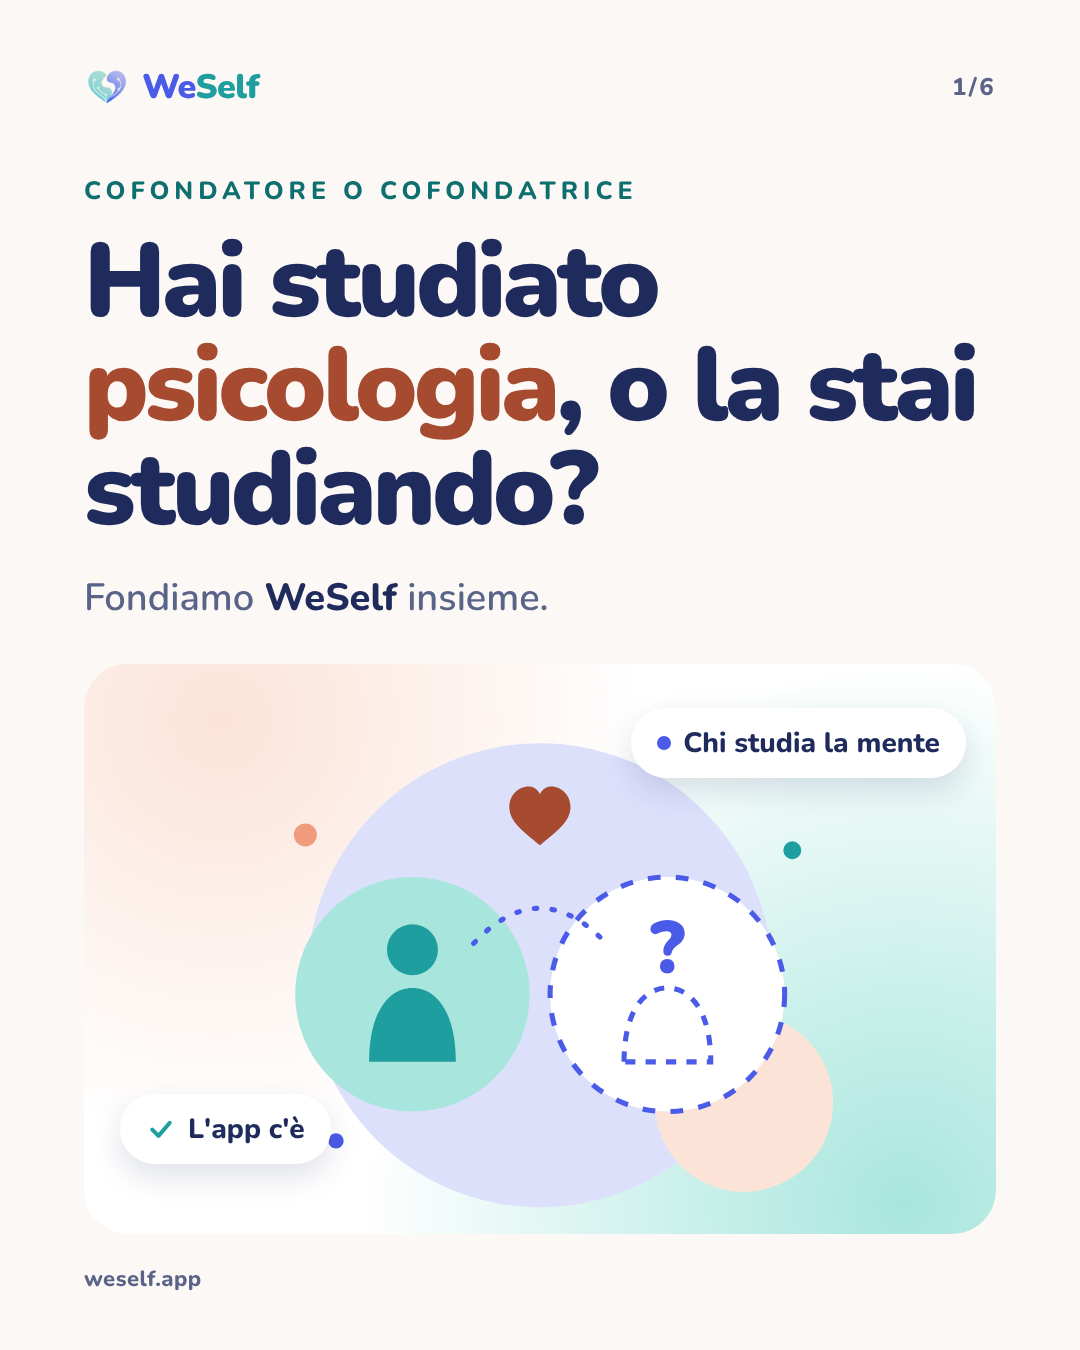 WeSelf
1/6
COFONDATORE O COFONDATRICE
Hai studiato
psicologia, o la stai
studiando?
Fondiamo WeSelf insieme.
Chi studia la mente
?
L'app c'è
weself.app